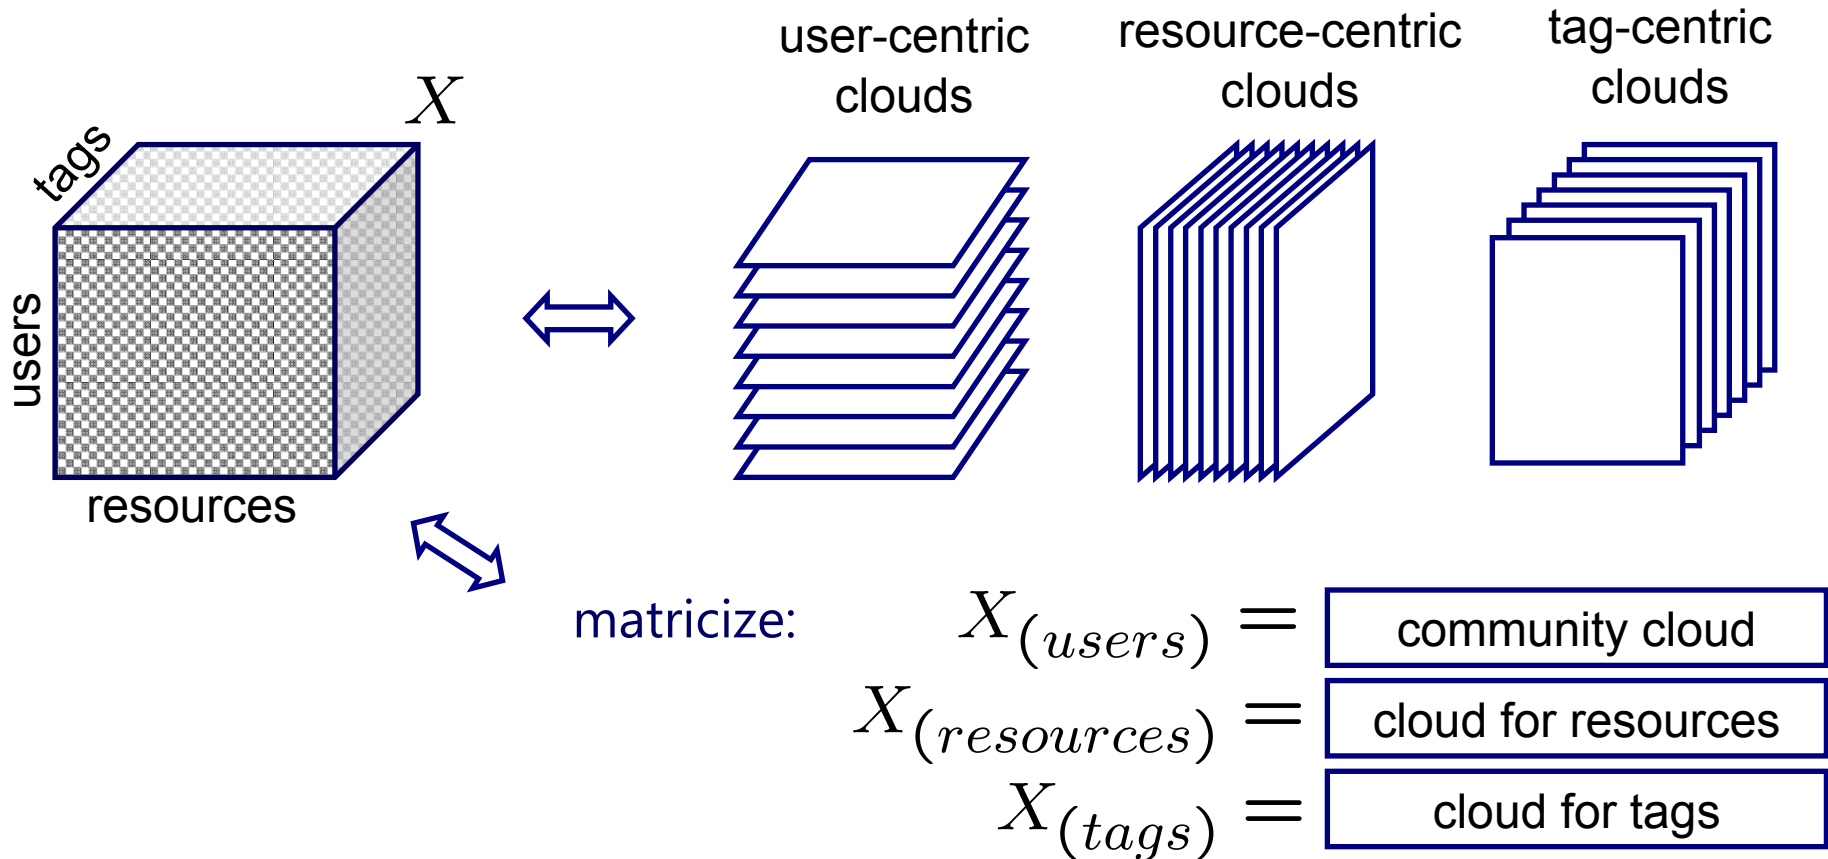 user-centric
clouds
resource-centric
clouds
tag-centric
clouds
X
tags
users
resources
matricize:
X(users) = community cloud
X(resources) = cloud for resources
X(tags) = cloud for tags